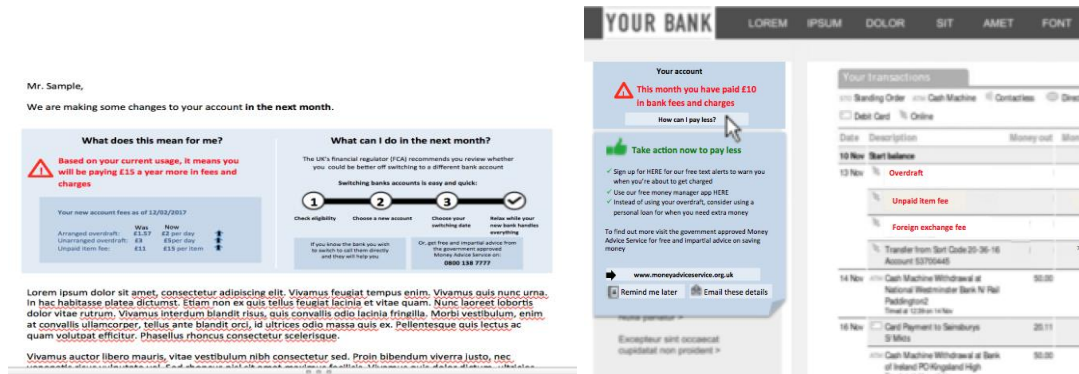 Mr. Sample,
We are making some changes to your account in the next month.
What does this mean for me?
Based on your current usage, it means you
will be paying £15 a year more in fees and
charges
Your new account fees as of 12/02/2017
Was Now
Arranged overdraft: £1.57 £2 per day
Unarranged overdraft: £3 £5per day
Unpaid item fee: £11 £15 per item
What can I do in the next month?
The UK's financial regulator (FCA) recommends you review whether
you could be better off switching to a different bank account
Switching banks accounts is easy and quick:
1 2 3
Check eligibility
Choose a new account
Choose your
switching date
Relax while your
new bank handles
everything
If you know the bank you wish
to switch to call them directly
and they will help you.
Or, get free and impartial advice from
the government approved
Money Advice Service on:
0800 138 7777
Lorem ipsum dolor sit amet, consectetur adipiscing elit. Vivamus feugiat tempus enim. Vivamus quis nunc urna.
In hac habitasse platea dictumst. Etiam non ex quis tellus feugiat lacinia et vitae quam. Nunc laoreet lobortis
dolor vitae rutrum. Vivamus interdum blandit risus, quis convallis odio lacinia fringilla. Morbi vestibulum, enim
at convallis ullamcorper, tellus ante blandit orci, id ultrices odio massa quis ex. Pellentesque quis lectus ac
quam volutpat efficitur. Phasellus rhoncus consectetur scelerisque.
Vivamus auctor libero mauris, vitae vestibulum nibh consectetur sed. Proin bibendum viverra justo, nec
YOUR BANK
LOREM IPSUM DOLOR SIT AMET FONT
Your account
This month you have paid £10
in bank fees and charges
How can I pay less?
Take action now to pay less
✓ Sign up for HERE for our free text alerts to warn you
when you're about to get charged
✓ Use our free money manager app HERE
✓ Instead of using your overdraft, consider using a
personal loan for when you need extra money
To find out more visit the government approved Money
Advice Service for free and impartial advice on saving
money
www.moneyadviceservice.org.uk
Remind me later
Email these details
Excepteur sint occaecat
cupidatat non proident >
Your transactions
STO Standing Order ATM Cash Machine Contactless Direc
Debit Card Online
Date Description Money out Mon
10 Nov Start balance
13 Nov Overdraft
Unpaid item fee
Foreign exchange fee
Transfer from Sort Code 20-36-16
Account 53700445
14 Nov ATM Cash Machine Withdrawal at 50.00
National Westminster Bank N/ Rail
Paddington2
Timed at 12:39 on 14 Nov
16 Nov Card Payment to Sainsburys 20.11
S/Mkts
ATM Cash Machine Withdrawal at Bank 50.00
of Ireland PO Kingsland High